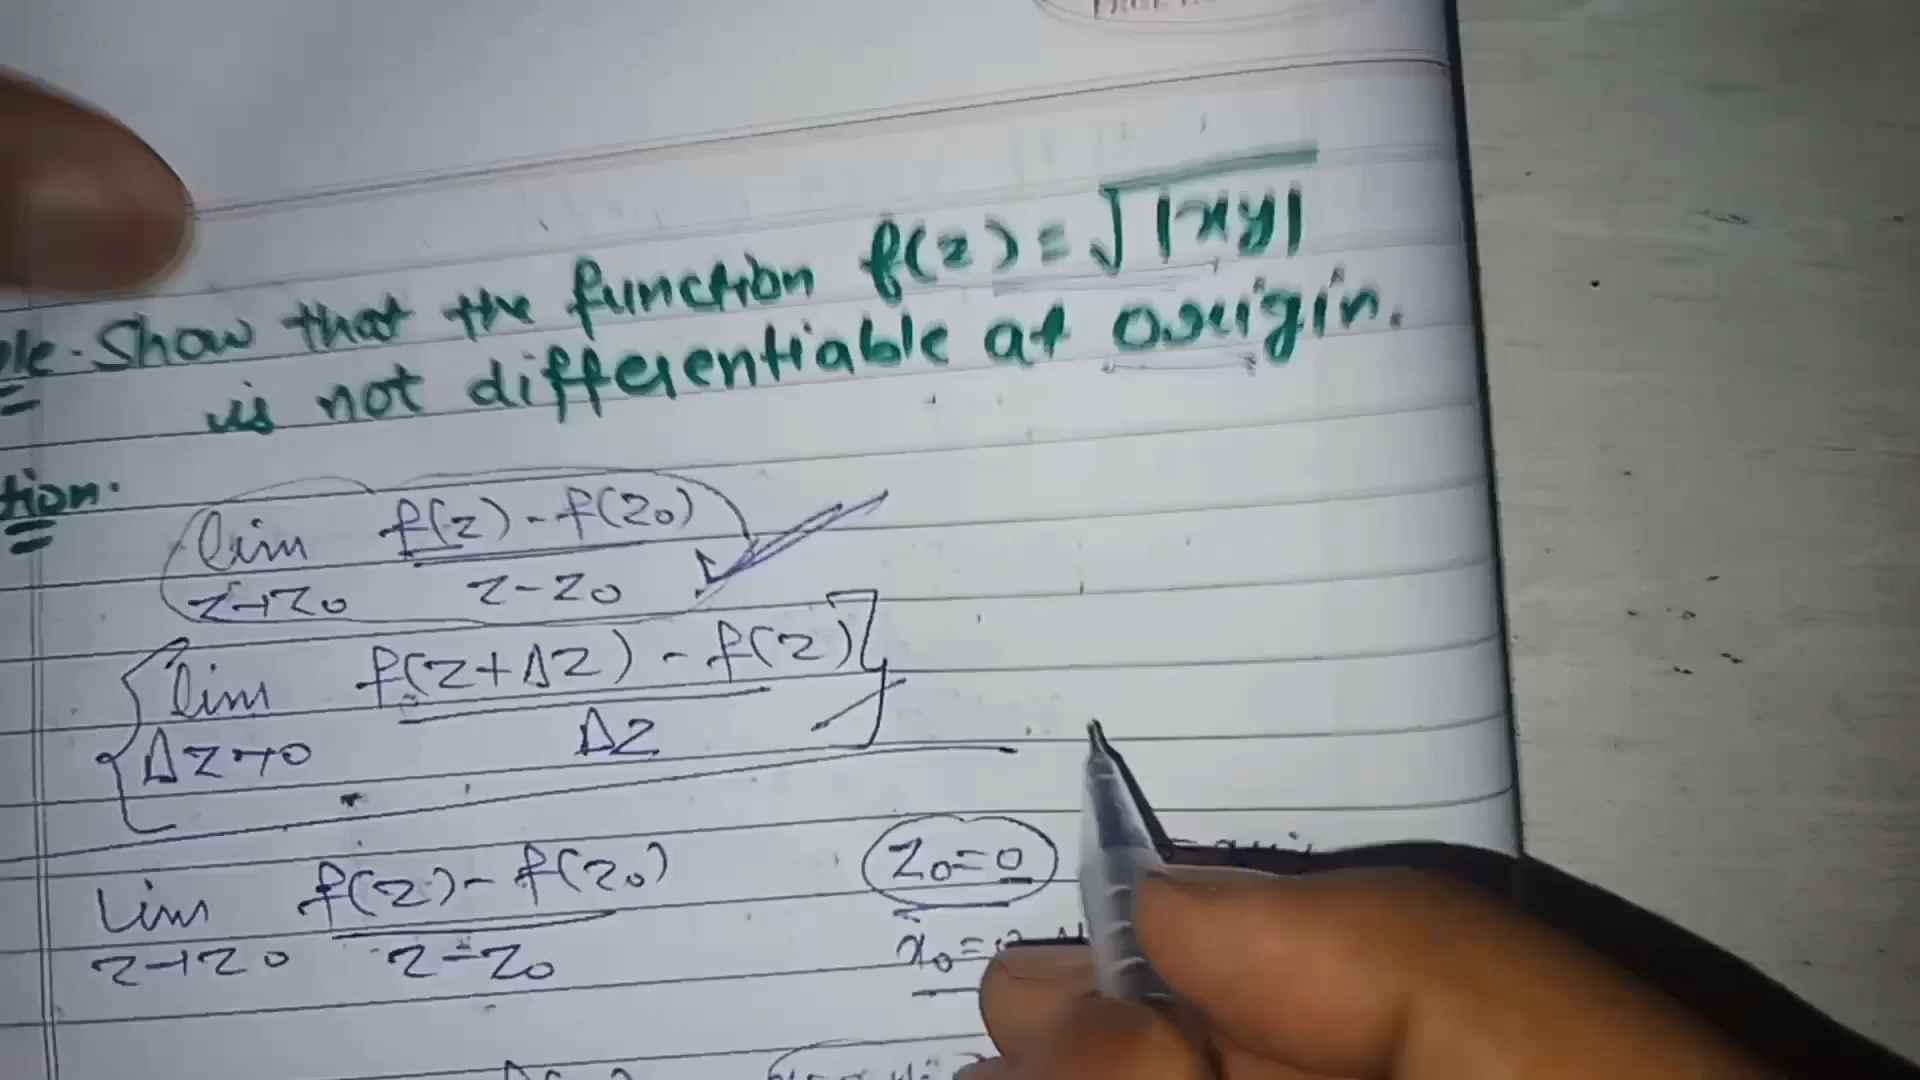 Show that the function f(z) = √|xy|
is not differentiable at origin.
lim f(z) - f(z0)
z→z0 z-z0
lim f(z+Δz) - f(z)
Δz→0 Δz
lim f(z) - f(z0) z0=0
z→z0 z-z0 x0=